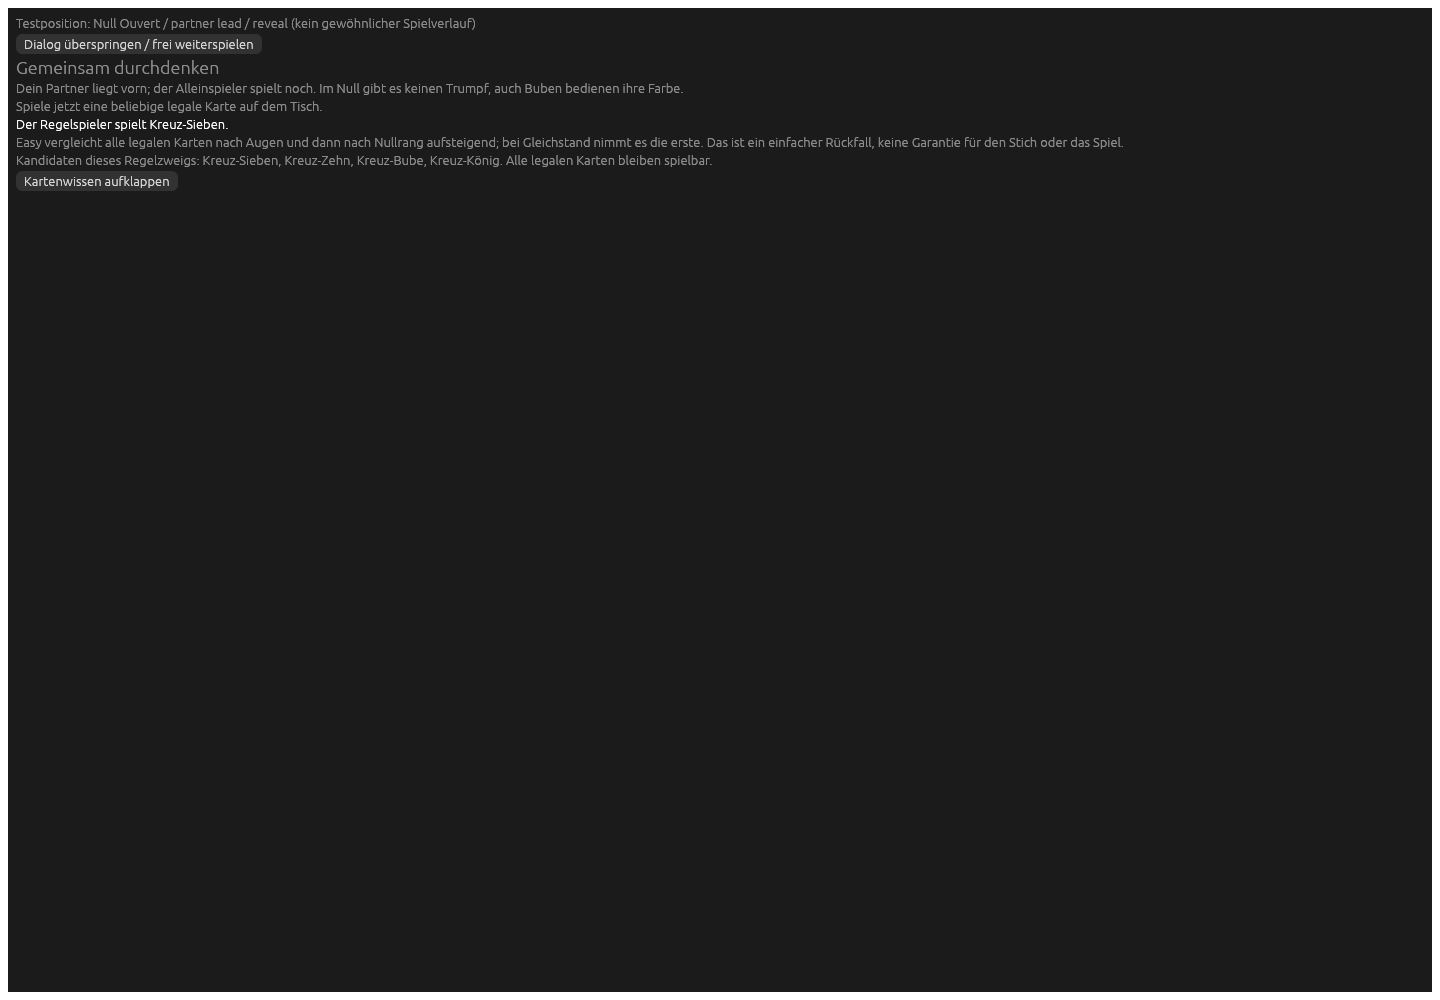 Testposition: Null Ouvert / partner lead / reveal (kein gewöhnlicher Spielverlauf)
Dialog überspringen / frei weiterspielen
Gemeinsam durchdenken
Dein Partner liegt vorn; der Alleinspieler spielt noch. Im Null gibt es keinen Trumpf, auch Buben bedienen ihre Farbe.
Spiele jetzt eine beliebige legale Karte auf dem Tisch.
Der Regelspieler spielt Kreuz-Sieben.
Easy vergleicht alle legalen Karten nach Augen und dann nach Nullrang aufsteigend; bei Gleichstand nimmt es die erste. Das ist ein einfacher Rückfall, keine Garantie für den Stich oder das Spiel.
Kandidaten dieses Regelzweigs: Kreuz-Sieben, Kreuz-Zehn, Kreuz-Bube, Kreuz-König. Alle legalen Karten bleiben spielbar.
Kartenwissen aufklappen